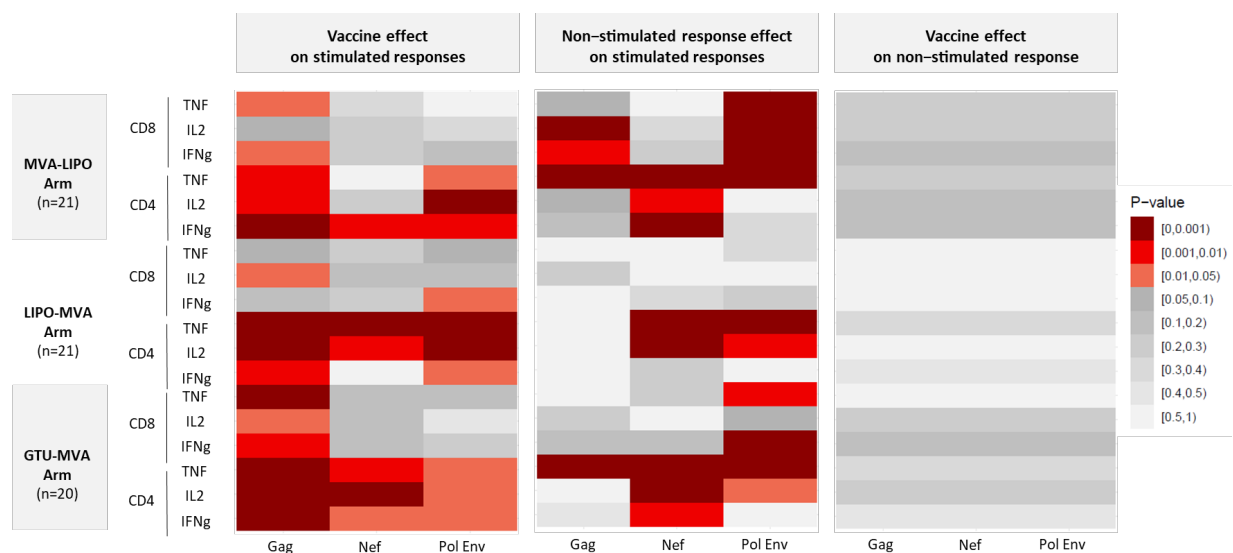 Vaccine effect
on stimulated responses
Non–stimulated response effect
on stimulated responses
Vaccine effect
on non–stimulated response
MVA-LIPO
Arm
(n=21)
CD8
TNF
IL2
IFNg
CD4
TNF
IL2
IFNg
LIPO-MVA
Arm
(n=21)
CD8
TNF
IL2
IFNg
CD4
TNF
IL2
IFNg
GTU-MVA
Arm
(n=20)
CD8
TNF
IL2
IFNg
CD4
TNF
IL2
IFNg
Gag Nef Pol Env
Gag Nef Pol Env
Gag Nef Pol Env
P−value
[0,0.001)
[0.001,0.01)
[0.01,0.05)
[0.05,0.1)
[0.1,0.2)
[0.2,0.3)
[0.3,0.4)
[0.4,0.5)
[0.5,1)